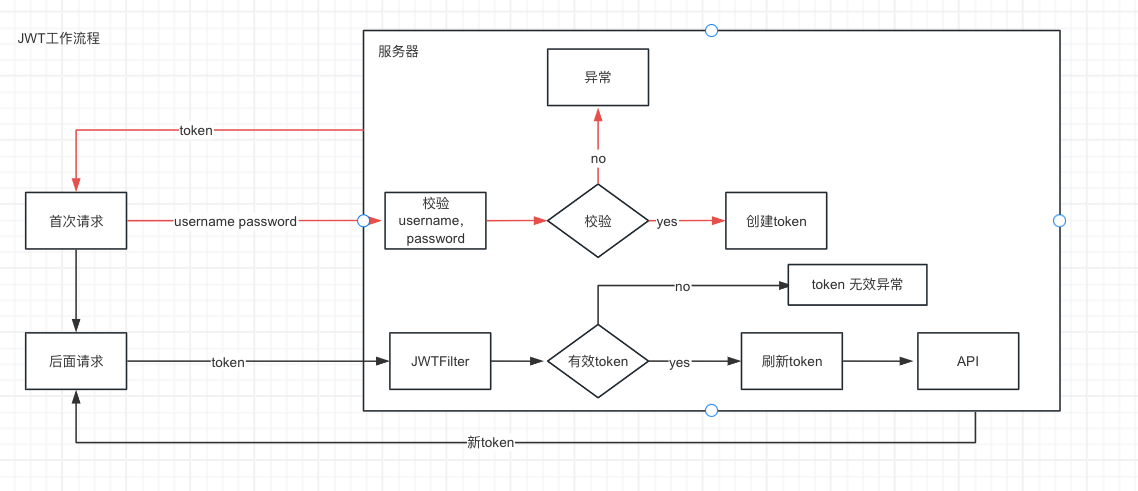 JWT工作流程
服务器
异常
token
no
首次请求
username password
校验
username，
password
校验
yes
创建token
token 无效异常
no
后面请求
token
JWTFilter
有效token
yes
刷新token
API
新token